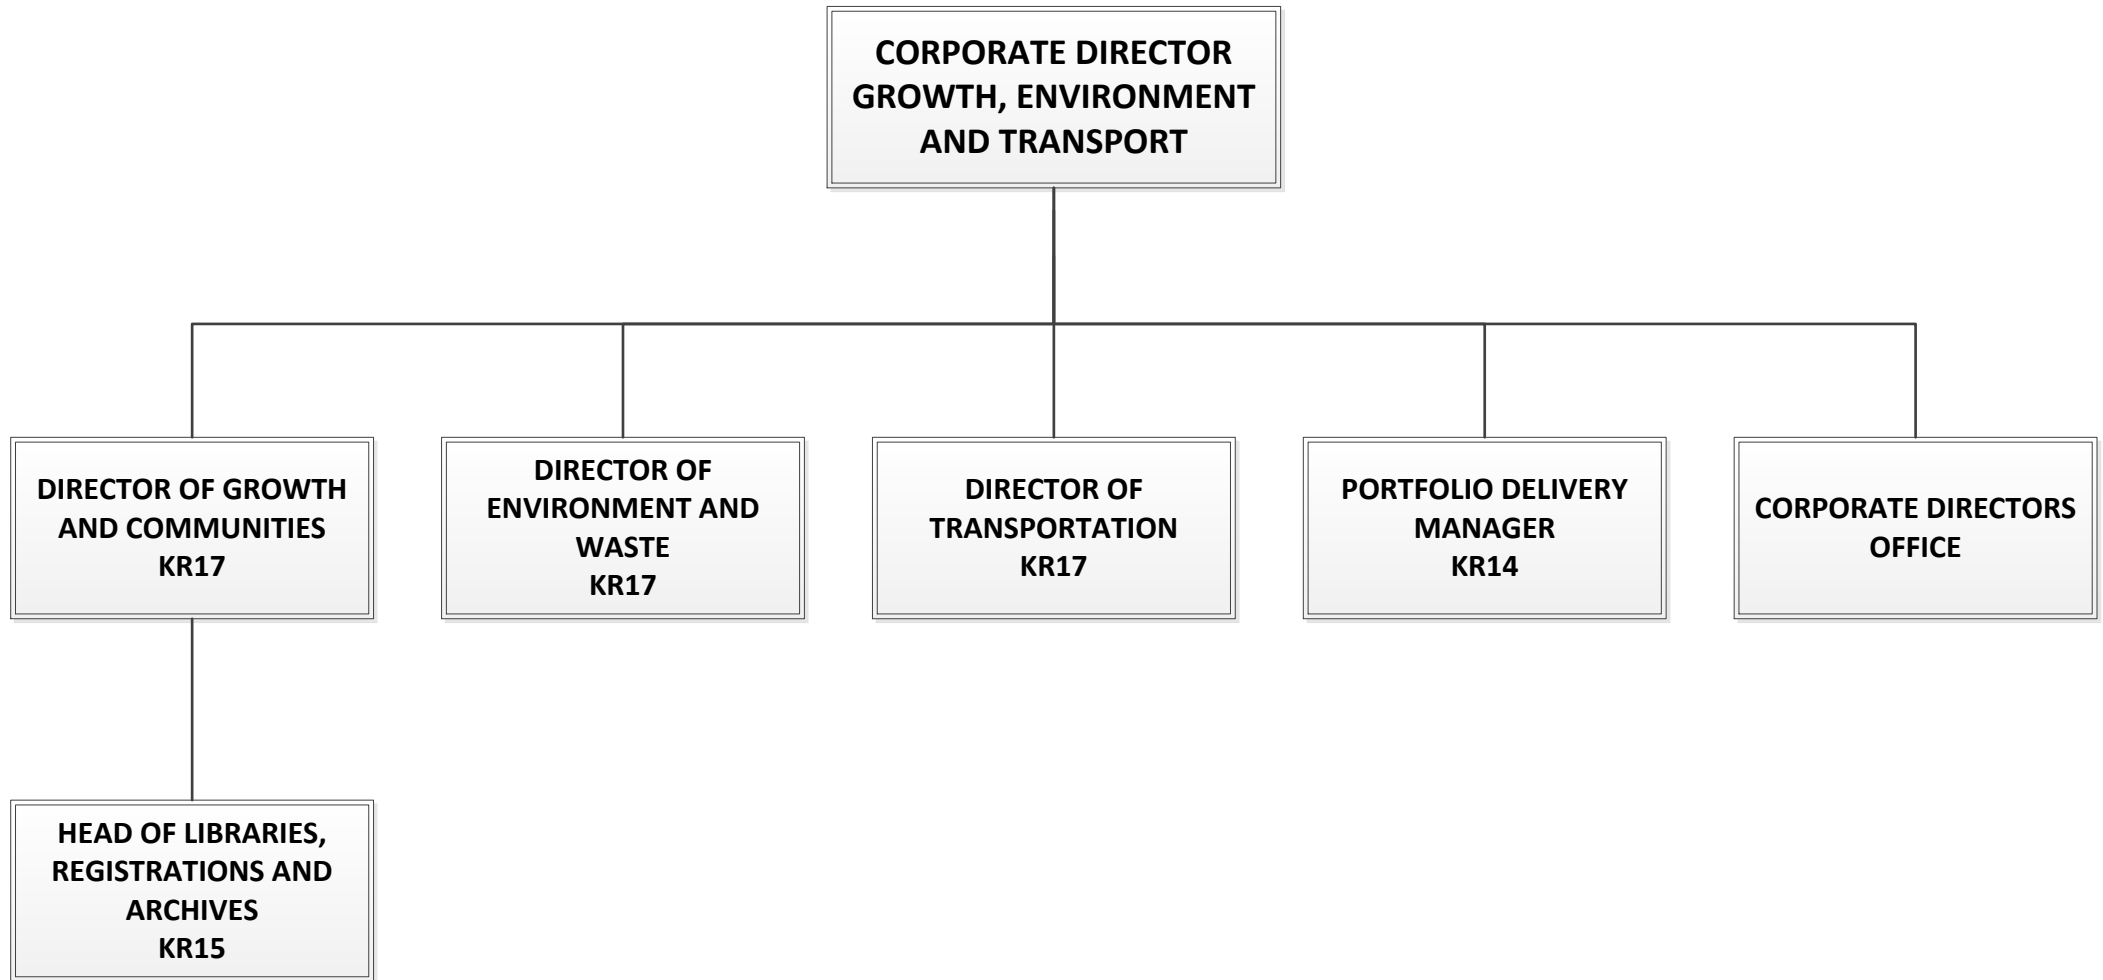 CORPORATE DIRECTOR
GROWTH, ENVIRONMENT
AND TRANSPORT
DIRECTOR OF GROWTH
AND COMMUNITIES
KR17
DIRECTOR OF
ENVIRONMENT AND
WASTE
KR17
DIRECTOR OF
TRANSPORTATION
KR17
PORTFOLIO DELIVERY
MANAGER
KR14
CORPORATE DIRECTORS
OFFICE
HEAD OF LIBRARIES,
REGISTRATIONS AND
ARCHIVES
KR15